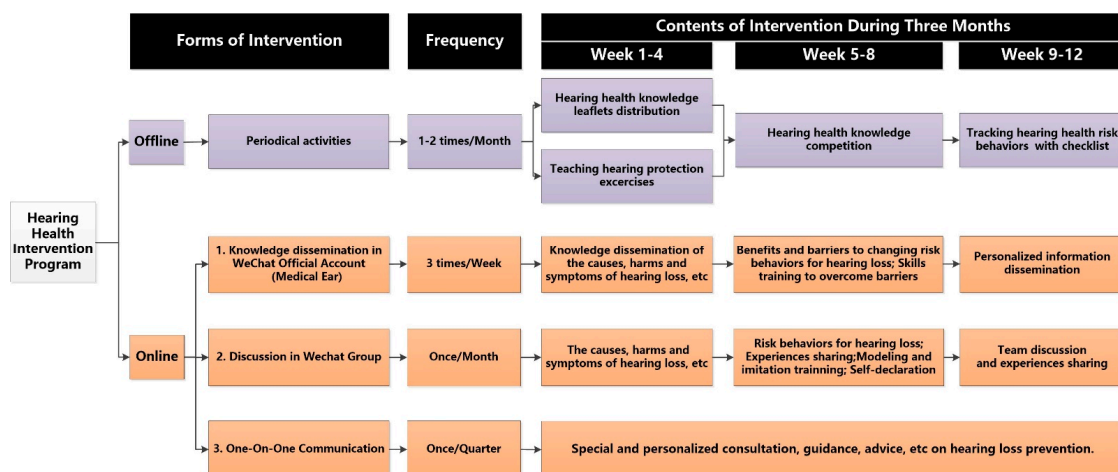 Forms of Intervention
Frequency
Contents of Intervention During Three Months
Week 1-4
Week 5-8
Week 9-12
Hearing
Health
Intervention
Program
Offline
Periodical activities
1-2 times/Month
Hearing health knowledge
leaflets distribution
Teaching hearing protection
excercises
Hearing health knowledge
competition
Tracking hearing health risk
behaviors with checklist
Online
1. Knowledge dissemination in
WeChat Official Account
(Medical Ear)
3 times/Week
Knowledge dissemination of
the causes, harms and
symptoms of hearing loss, etc
Benefits and barriers to changing risk
behaviors for hearing loss; Skills
training to overcome barriers
Personalized information
dissemination
2. Discussion in Wechat Group
Once/Month
The causes, harms and
symptoms of hearing loss, etc
Risk behaviors for hearing loss;
Experiences sharing;Modeling and
imitation trainning; Self-declaration
Team discussion
and experiences sharing
3. One-On-One Communication
Once/Quarter
Special and personalized consultation, guidance, advice, etc on hearing loss prevention.